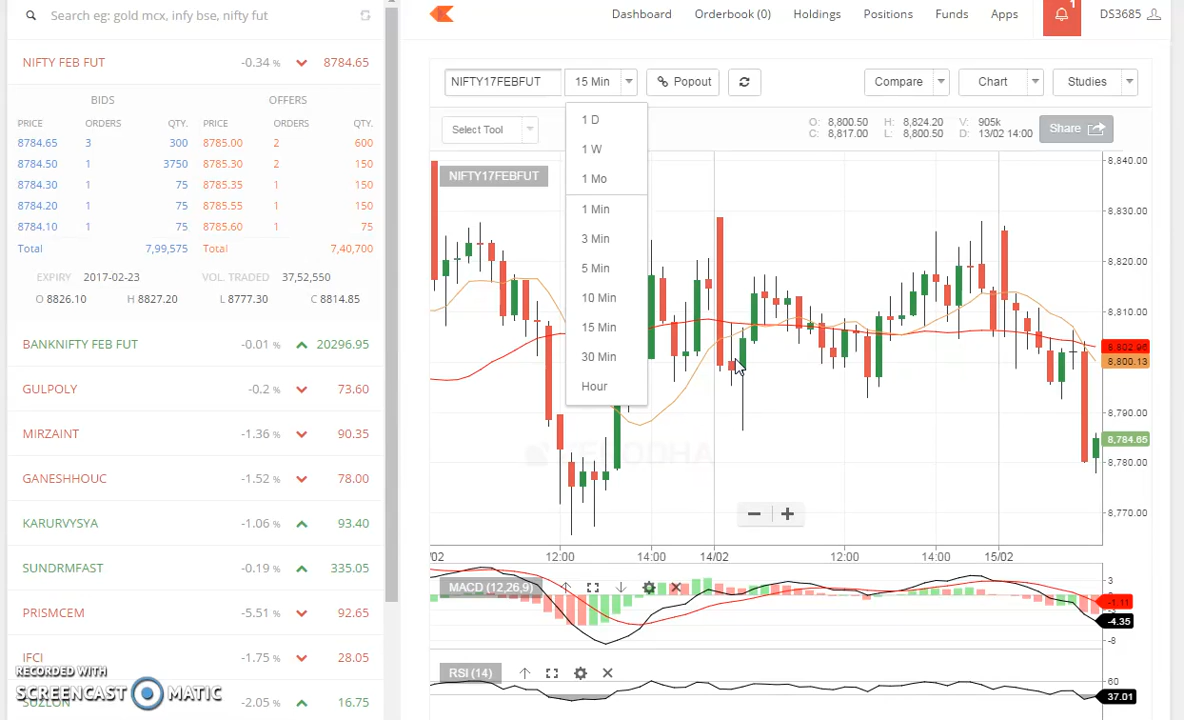 Search eg: gold mcx, infy bse, nifty fut
Dashboard Orderbook (0) Holdings Positions Funds Apps 1 DS3685
NIFTY FEB FUT -0.34 % 8784.65
BIDS OFFERS
PRICE ORDERS QTY. PRICE ORDERS QTY.
8784.65 3 300 8785.00 2 600
8784.50 1 3750 8785.30 2 150
8784.30 1 75 8785.35 1 150
8784.20 1 75 8785.55 1 150
8784.10 1 75 8785.60 1 75
Total 7,99,575 Total 7,40,700
EXPIRY 2017-02-23 VOL. TRADED 37,52,550
O 8826.10 H 8827.20 L 8777.30 C 8814.85
BANKNIFTY FEB FUT -0.01 % 20296.95
GULPOLY -0.2 % 73.60
MIRZAINT -1.36 % 90.35
GANESHHOUC -1.52 % 78.00
KARURVYSYA -1.06 % 93.40
SUNDRMFAST -0.19 % 335.05
PRISMCEM -5.51 % 92.65
IFCI -1.75 % 28.05
SUZLON -2.05 % 16.75
RECORDED WITH
SCREENCAST MATIC
NIFTY17FEBFUT 15 Min Popout Compare Chart Studies
Select Tool
O: 8,800.50 H: 8,824.20 V: 905k
C: 8,817.00 L: 8,800.50 D: 13/02 14:00
Share
NIFTY17FEBFUT
1 D
1 W
1 Mo
1 Min
3 Min
5 Min
10 Min
15 Min
30 Min
Hour
8,840.00
8,830.00
8,820.00
8,810.00
8,802.96
8,800.13
8,790.00
8,784.65
8,780.00
8,770.00
/02 12:00 14:00 14/02 12:00 14:00 15/02
MACD (12,26,9)
3
-1.11
-4.35
-8
RSI (14)
60
37.01